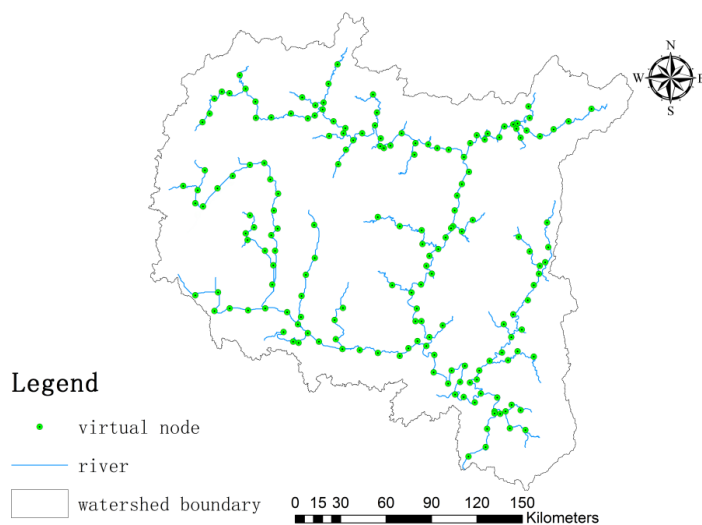 N
W E
S
Legend
virtual node
river
watershed boundary
0 15 30 60 90 120 150
Kilometers